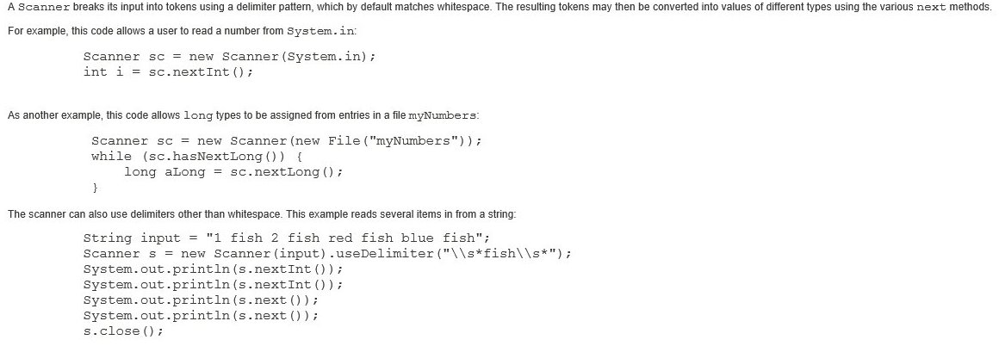 A Scanner breaks its input into tokens using a delimiter pattern, which by default matches whitespace. The resulting tokens may then be converted into values of different types using the various next methods.
For example, this code allows a user to read a number from System.in:
Scanner sc = new Scanner(System.in);
int i = sc.nextInt();
As another example, this code allows long types to be assigned from entries in a file myNumbers:
Scanner sc = new Scanner(new File("myNumbers"));
while (sc.hasNextLong()) {
long aLong = sc.nextLong();
}
The scanner can also use delimiters other than whitespace. This example reads several items in from a string:
String input = "1 fish 2 fish red fish blue fish";
Scanner s = new Scanner(input).useDelimiter("\\s*fish\\s*");
System.out.println(s.nextInt());
System.out.println(s.nextInt());
System.out.println(s.next());
System.out.println(s.next());
s.close();